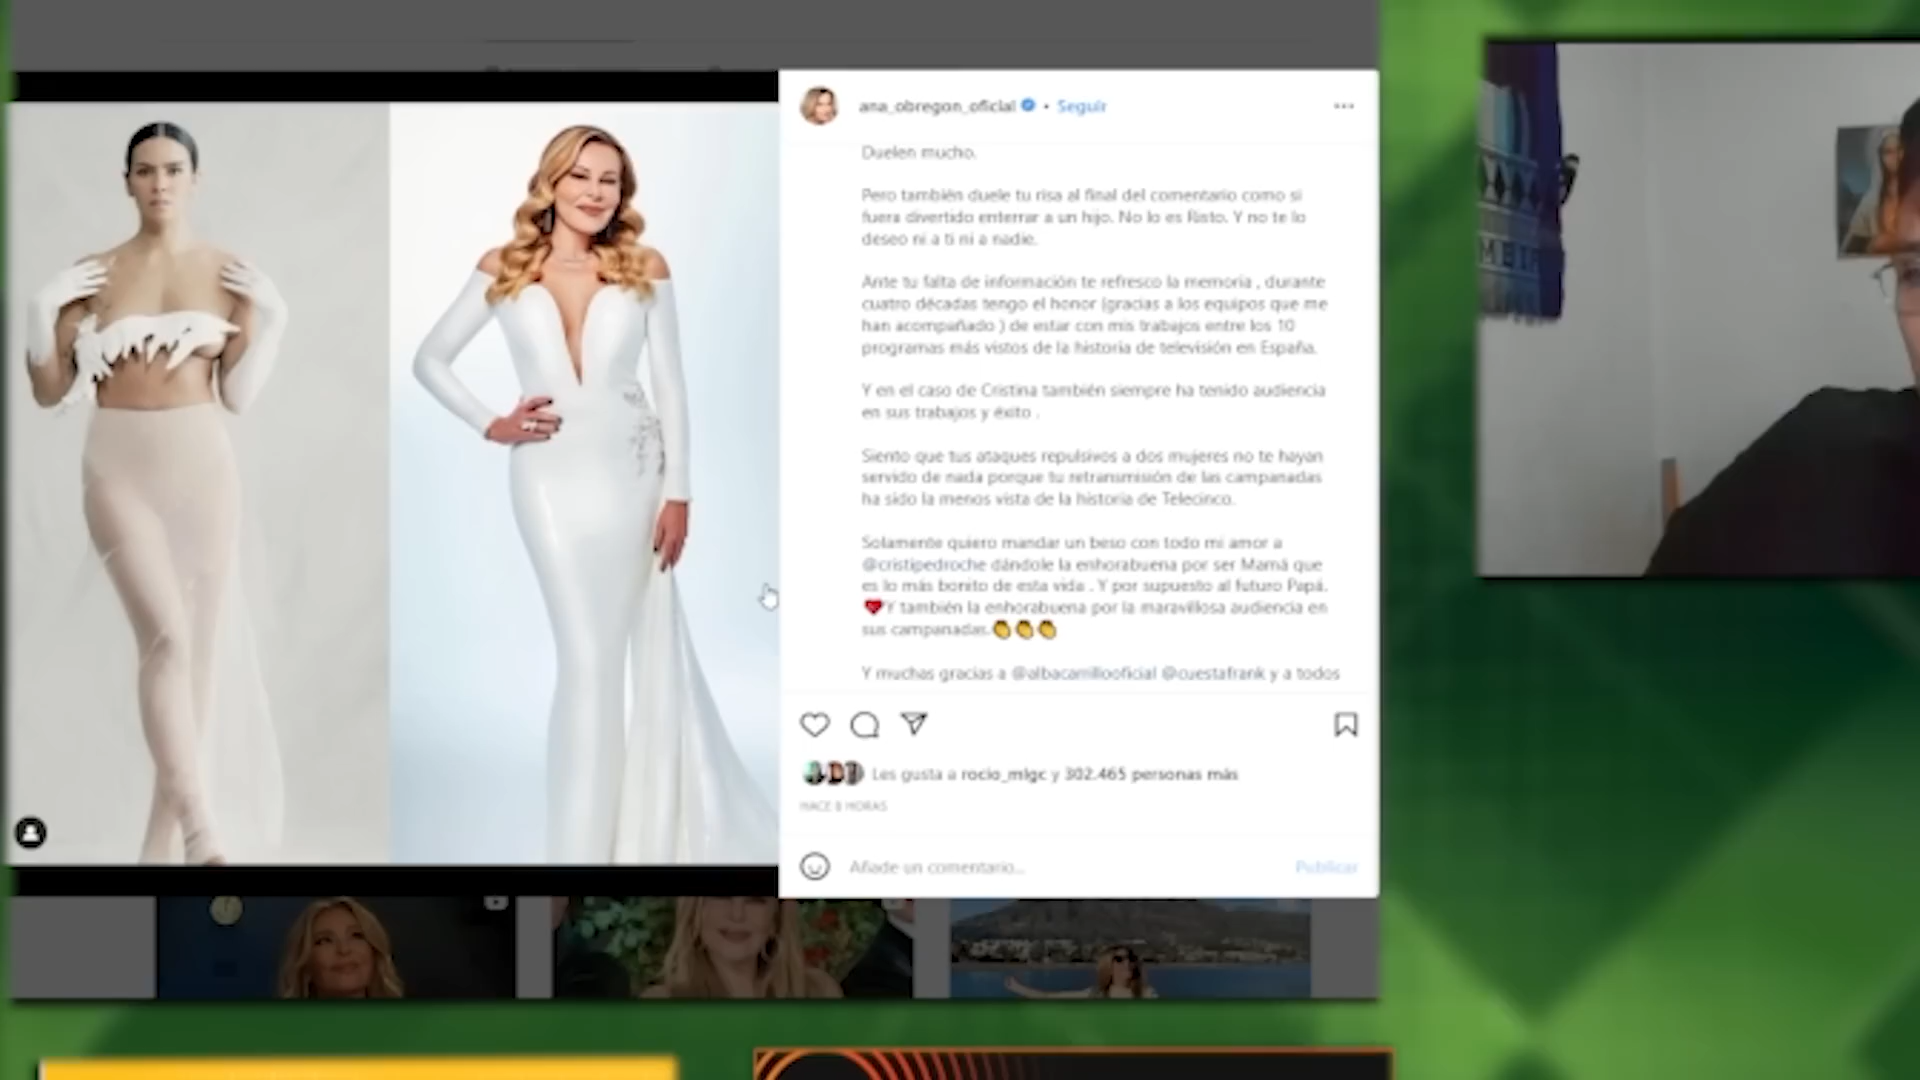 ana_obregon_oficial • Seguir
Duelen mucho.
Pero también duele tu risa al final del comentario como si
fuera divertido enterrar a un hijo. No lo es Risto. Y no te lo
deseo ni a ti ni a nadie.
Ante tu falta de información te refresco la memoria , durante
cuatro décadas tengo el honor (gracias a los equipos que me
han acompañado ) de estar con mis trabajos entre los 10
programas más vistos de la historia de televisión en España.
Y en el caso de Cristina también siempre ha tenido audiencia
en sus trabajos y éxito .
Siento que tus ataques repulsivos a dos mujeres no te hayan
servido de nada porque tu retransmisión de las campanadas
ha sido la menos vista de la historia de Telecinco.
Solamente quiero mandar un beso con todo mi amor a
@cristipedroche dándole la enhorabuena por ser Mamá que
es lo más bonito de esta vida . Y por supuesto al futuro Papá.
❤️Y también la enhorabuena por la maravillosa audiencia en
sus campanadas.👏👏👏
Y muchas gracias a @albacarrillooficial @cuestafrank y a todos
Les gusta a rocio_mlgc y 302.465 personas más
HACE 8 HORAS
Añade un comentario...
Publicar